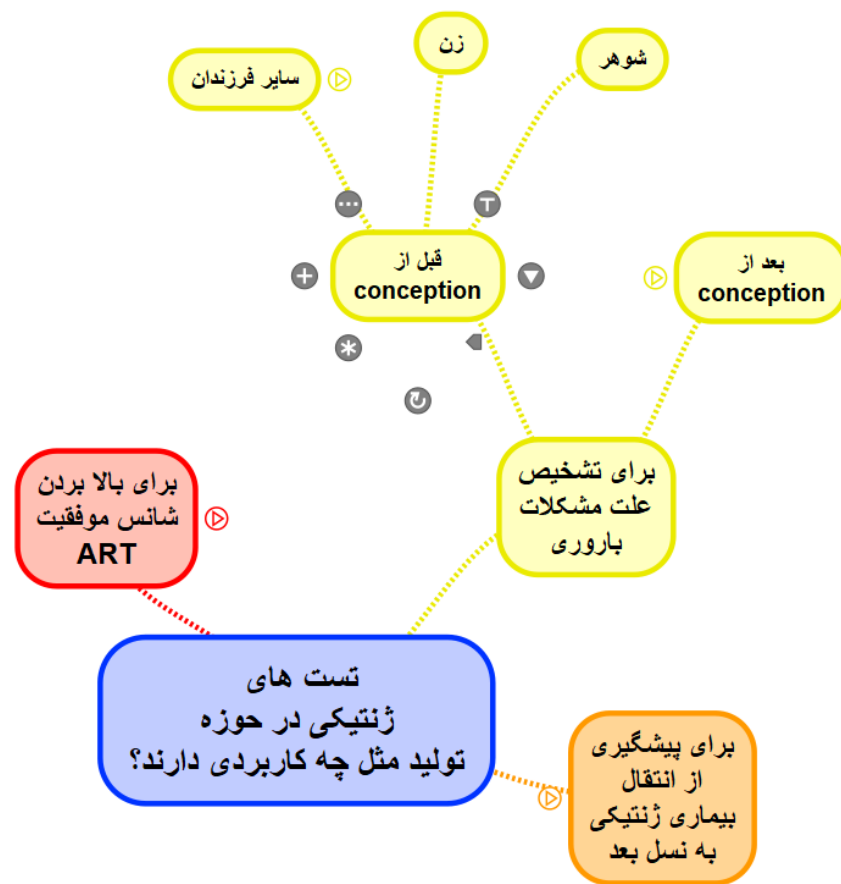 زن
شوهر
سایر فرزندان
قبل از
conception
بعد از
conception
برای تشخیص
علت مشکلات
باروری
برای بالا بردن
شانس موفقیت
ART
تست های
ژنتیکی در حوزه
تولید مثل چه کاربردی دارند؟
برای پیشگیری
از انتقال
بیماری ژنتیکی
به نسل بعد